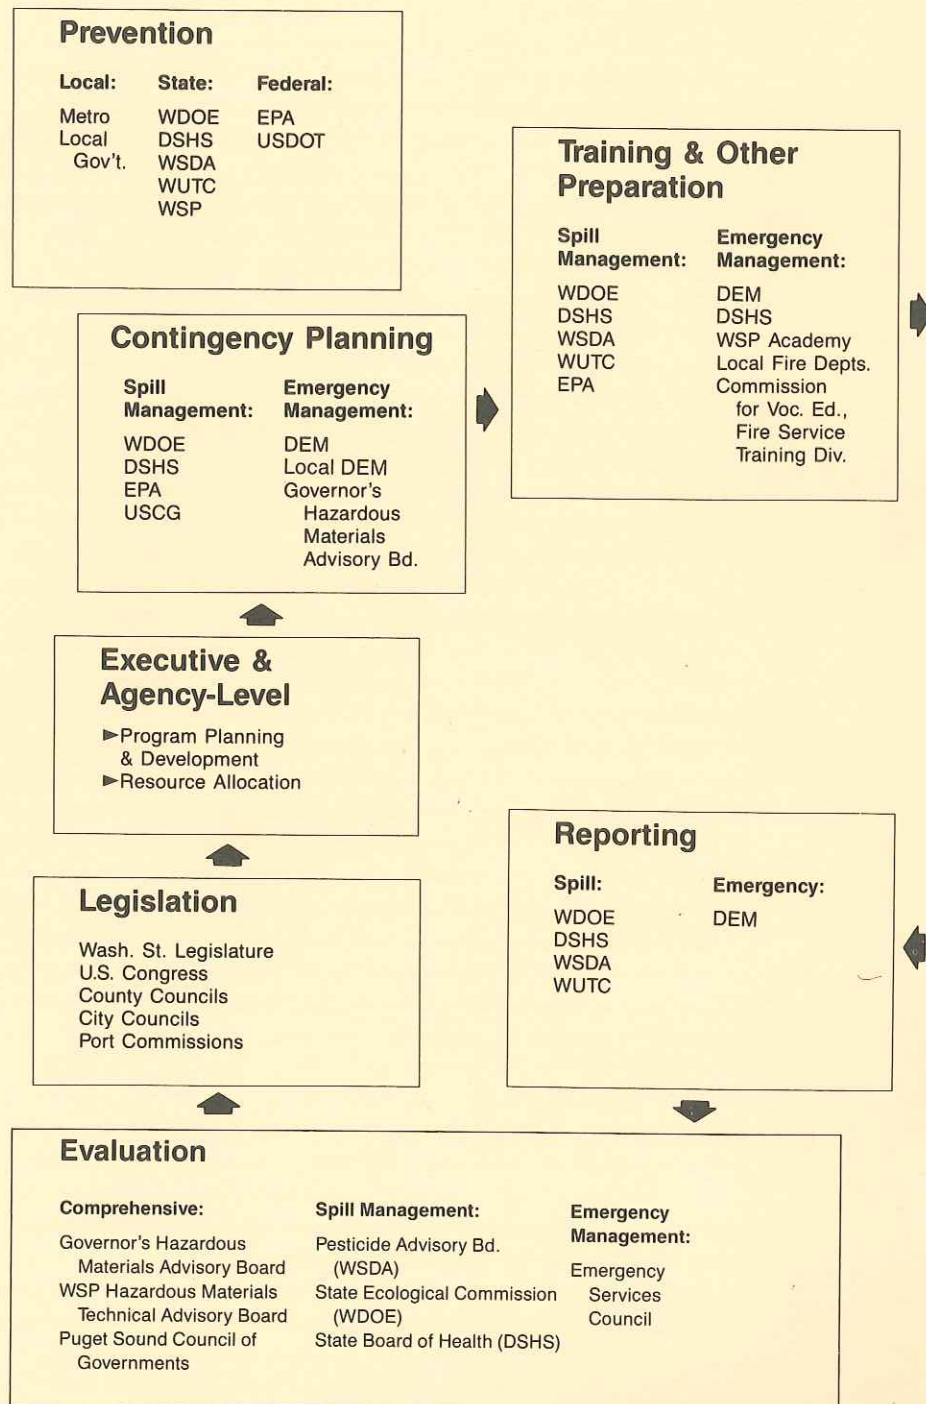 Prevention
Local: State: Federal:
Metro WDOE EPA
Local DSHS USDOT
Gov't. WSDA
WUTC
WSP
Training & Other
Preparation
Spill Emergency
Management: Management:
WDOE DEM
DSHS DSHS
WSDA WSP Academy
WUTC Local Fire Depts.
EPA Commission
for Voc. Ed.,
Fire Service
Training Div.
Contingency Planning
Spill Emergency
Management: Management:
WDOE DEM
DSHS Local DEM
EPA Governor's
USCG Hazardous
Materials
Advisory Bd.
Executive &
Agency-Level
Program Planning
& Development
Resource Allocation
Reporting
Spill: Emergency:
WDOE DEM
DSHS
WSDA
WUTC
Legislation
Wash. St. Legislature
U.S. Congress
County Councils
City Councils
Port Commissions
Evaluation
Comprehensive:
Governor's Hazardous
Materials Advisory Board
WSP Hazardous Materials
Technical Advisory Board
Puget Sound Council of
Governments
Spill Management:
Pesticide Advisory Bd.
(WSDA)
State Ecological Commission
(WDOE)
State Board of Health (DSHS)
Emergency
Management:
Emergency
Services
Council